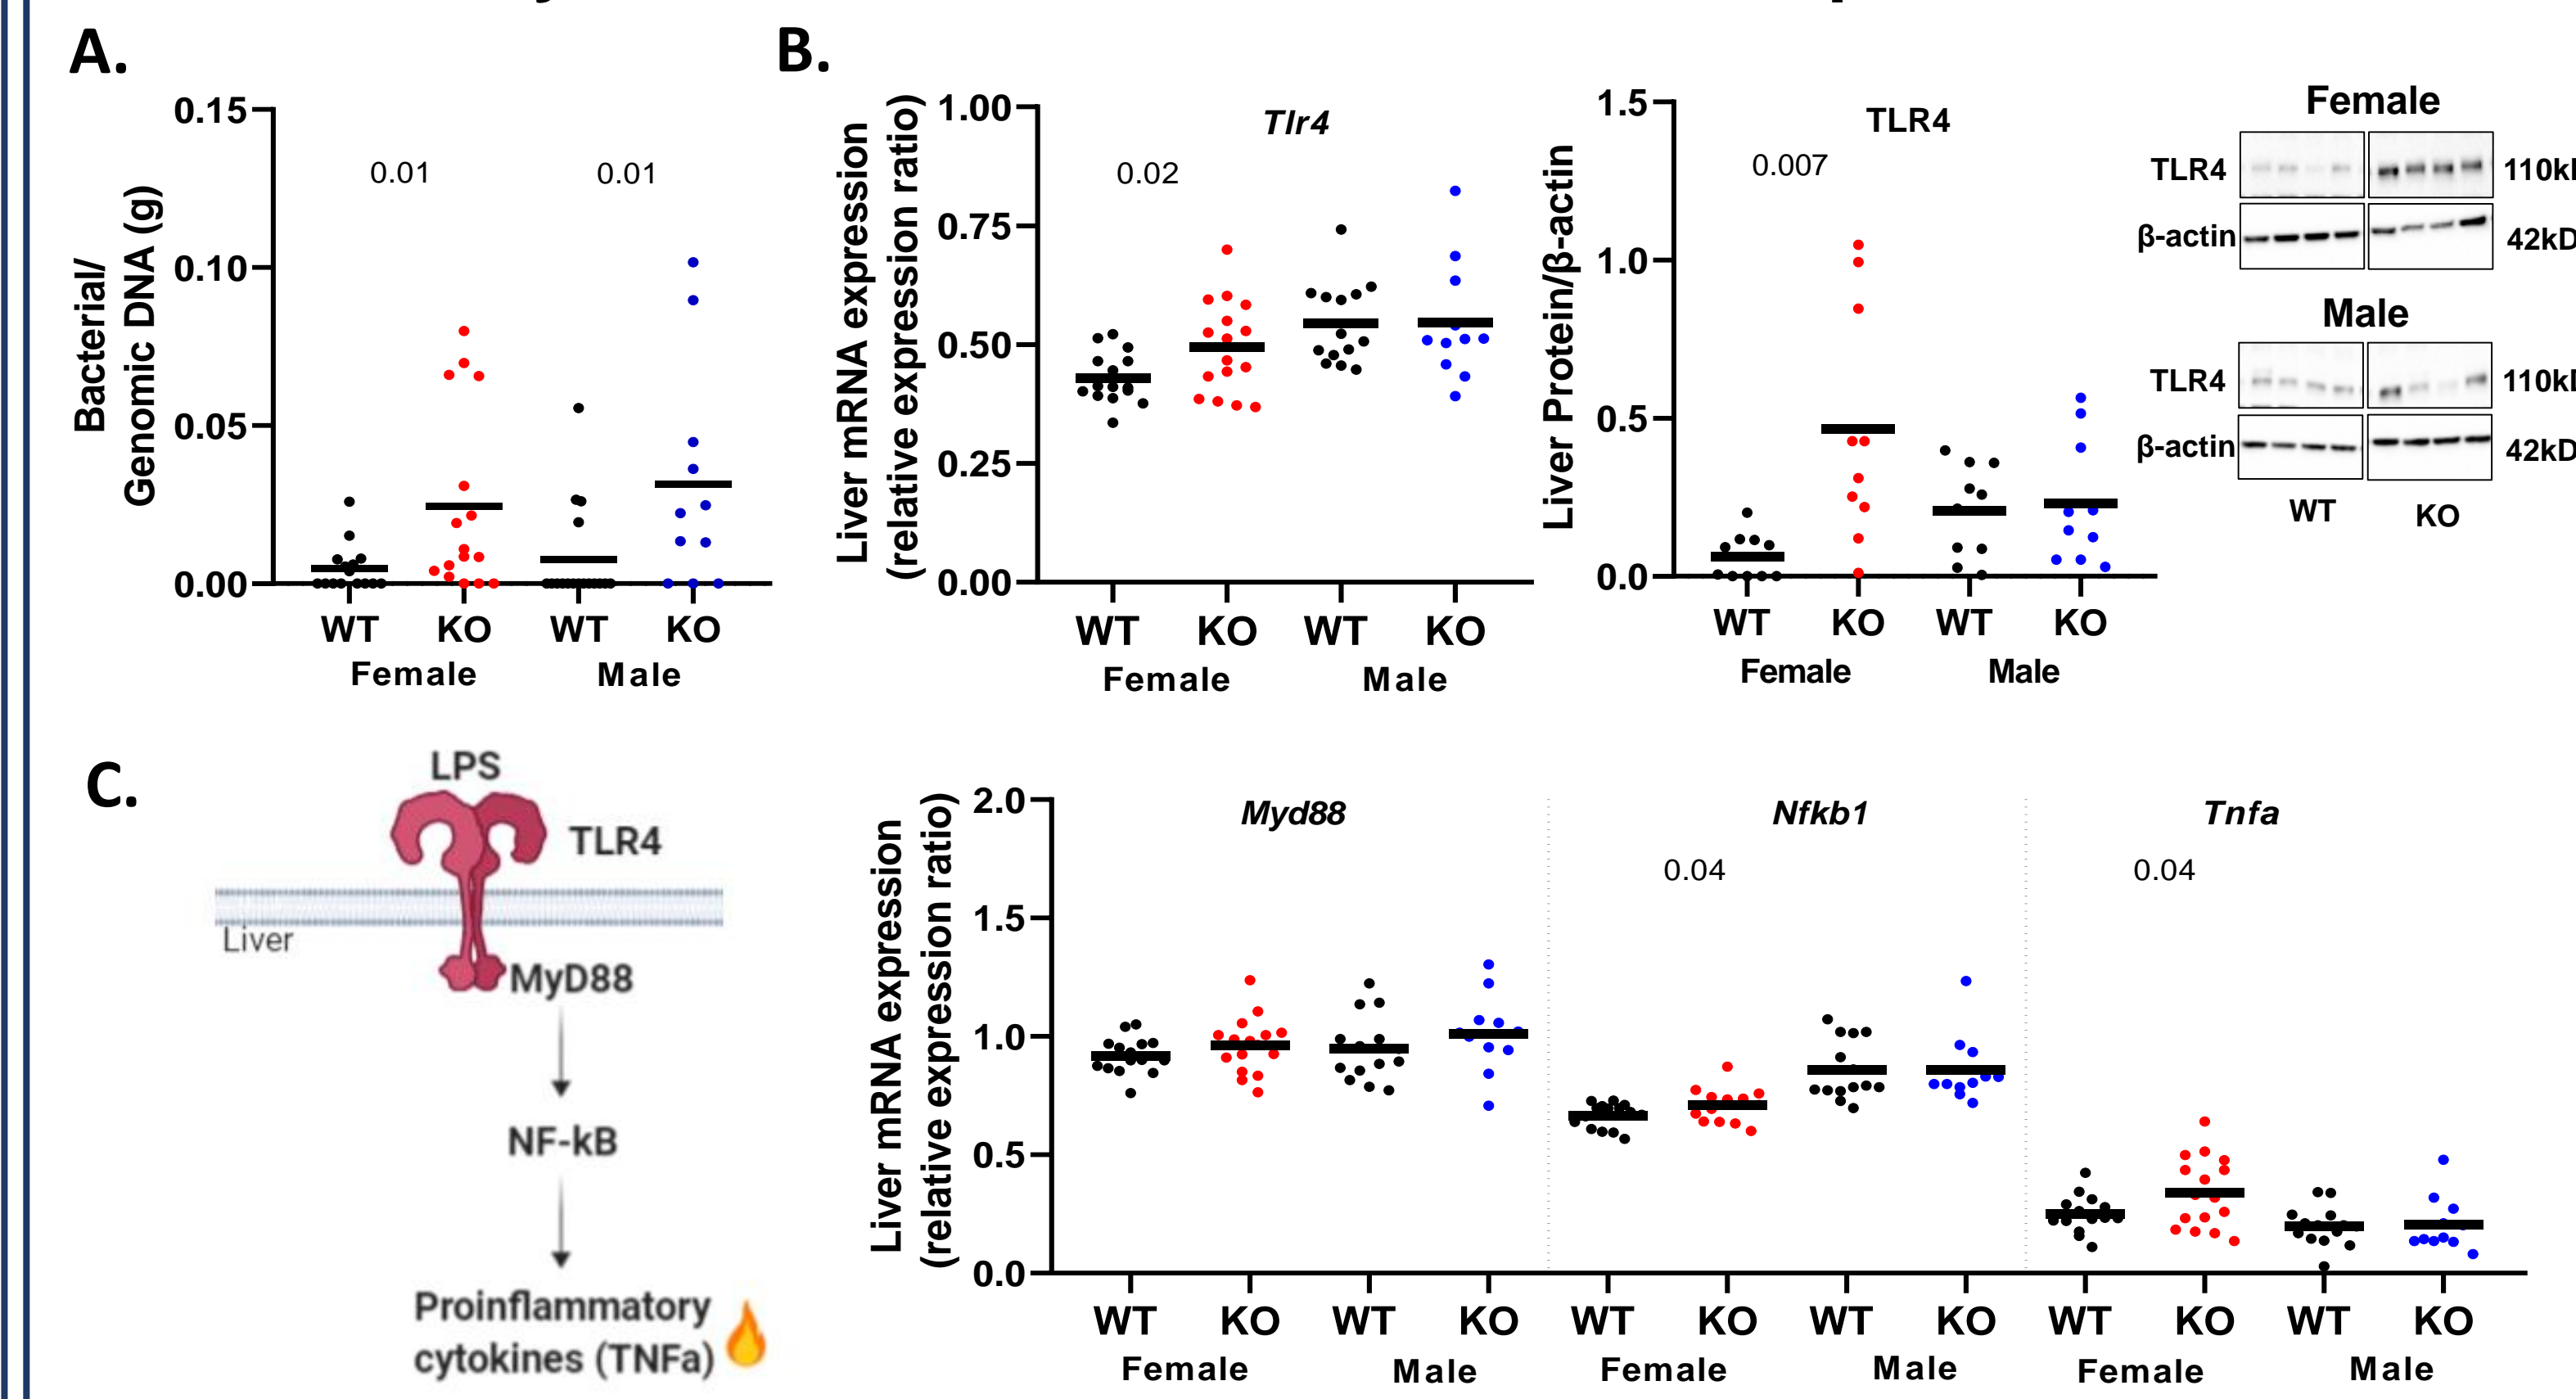 A.
0.15
0.10
0.05
0.00
Bacterial/
Genomic DNA (g)
0.01
0.01
WT KO WT KO
Female Male
B.
Liver mRNA expression
(relative expression ratio)
1.00
0.75
0.50
0.25
0.00
Tlr4
0.02
WT KO WT KO
Female Male
Liver Protein/β-actin
1.5
1.0
0.5
0.0
TLR4
0.007
WT KO WT KO
Female Male
Female
TLR4 110k
β-actin 42kD
Male
TLR4 110k
β-actin 42kD
WT KO
C.
LPS
TLR4
Liver
MyD88
NF-kB
Proinflammatory
cytokines (TNFa)
Liver mRNA expression
(relative expression ratio)
2.0
1.5
1.0
0.5
0.0
Myd88 Nfkb1 Tnfa
0.04 0.04
WT KO WT KO WT KO WT KO WT KO WT KO
Female Male Female Male Female Male